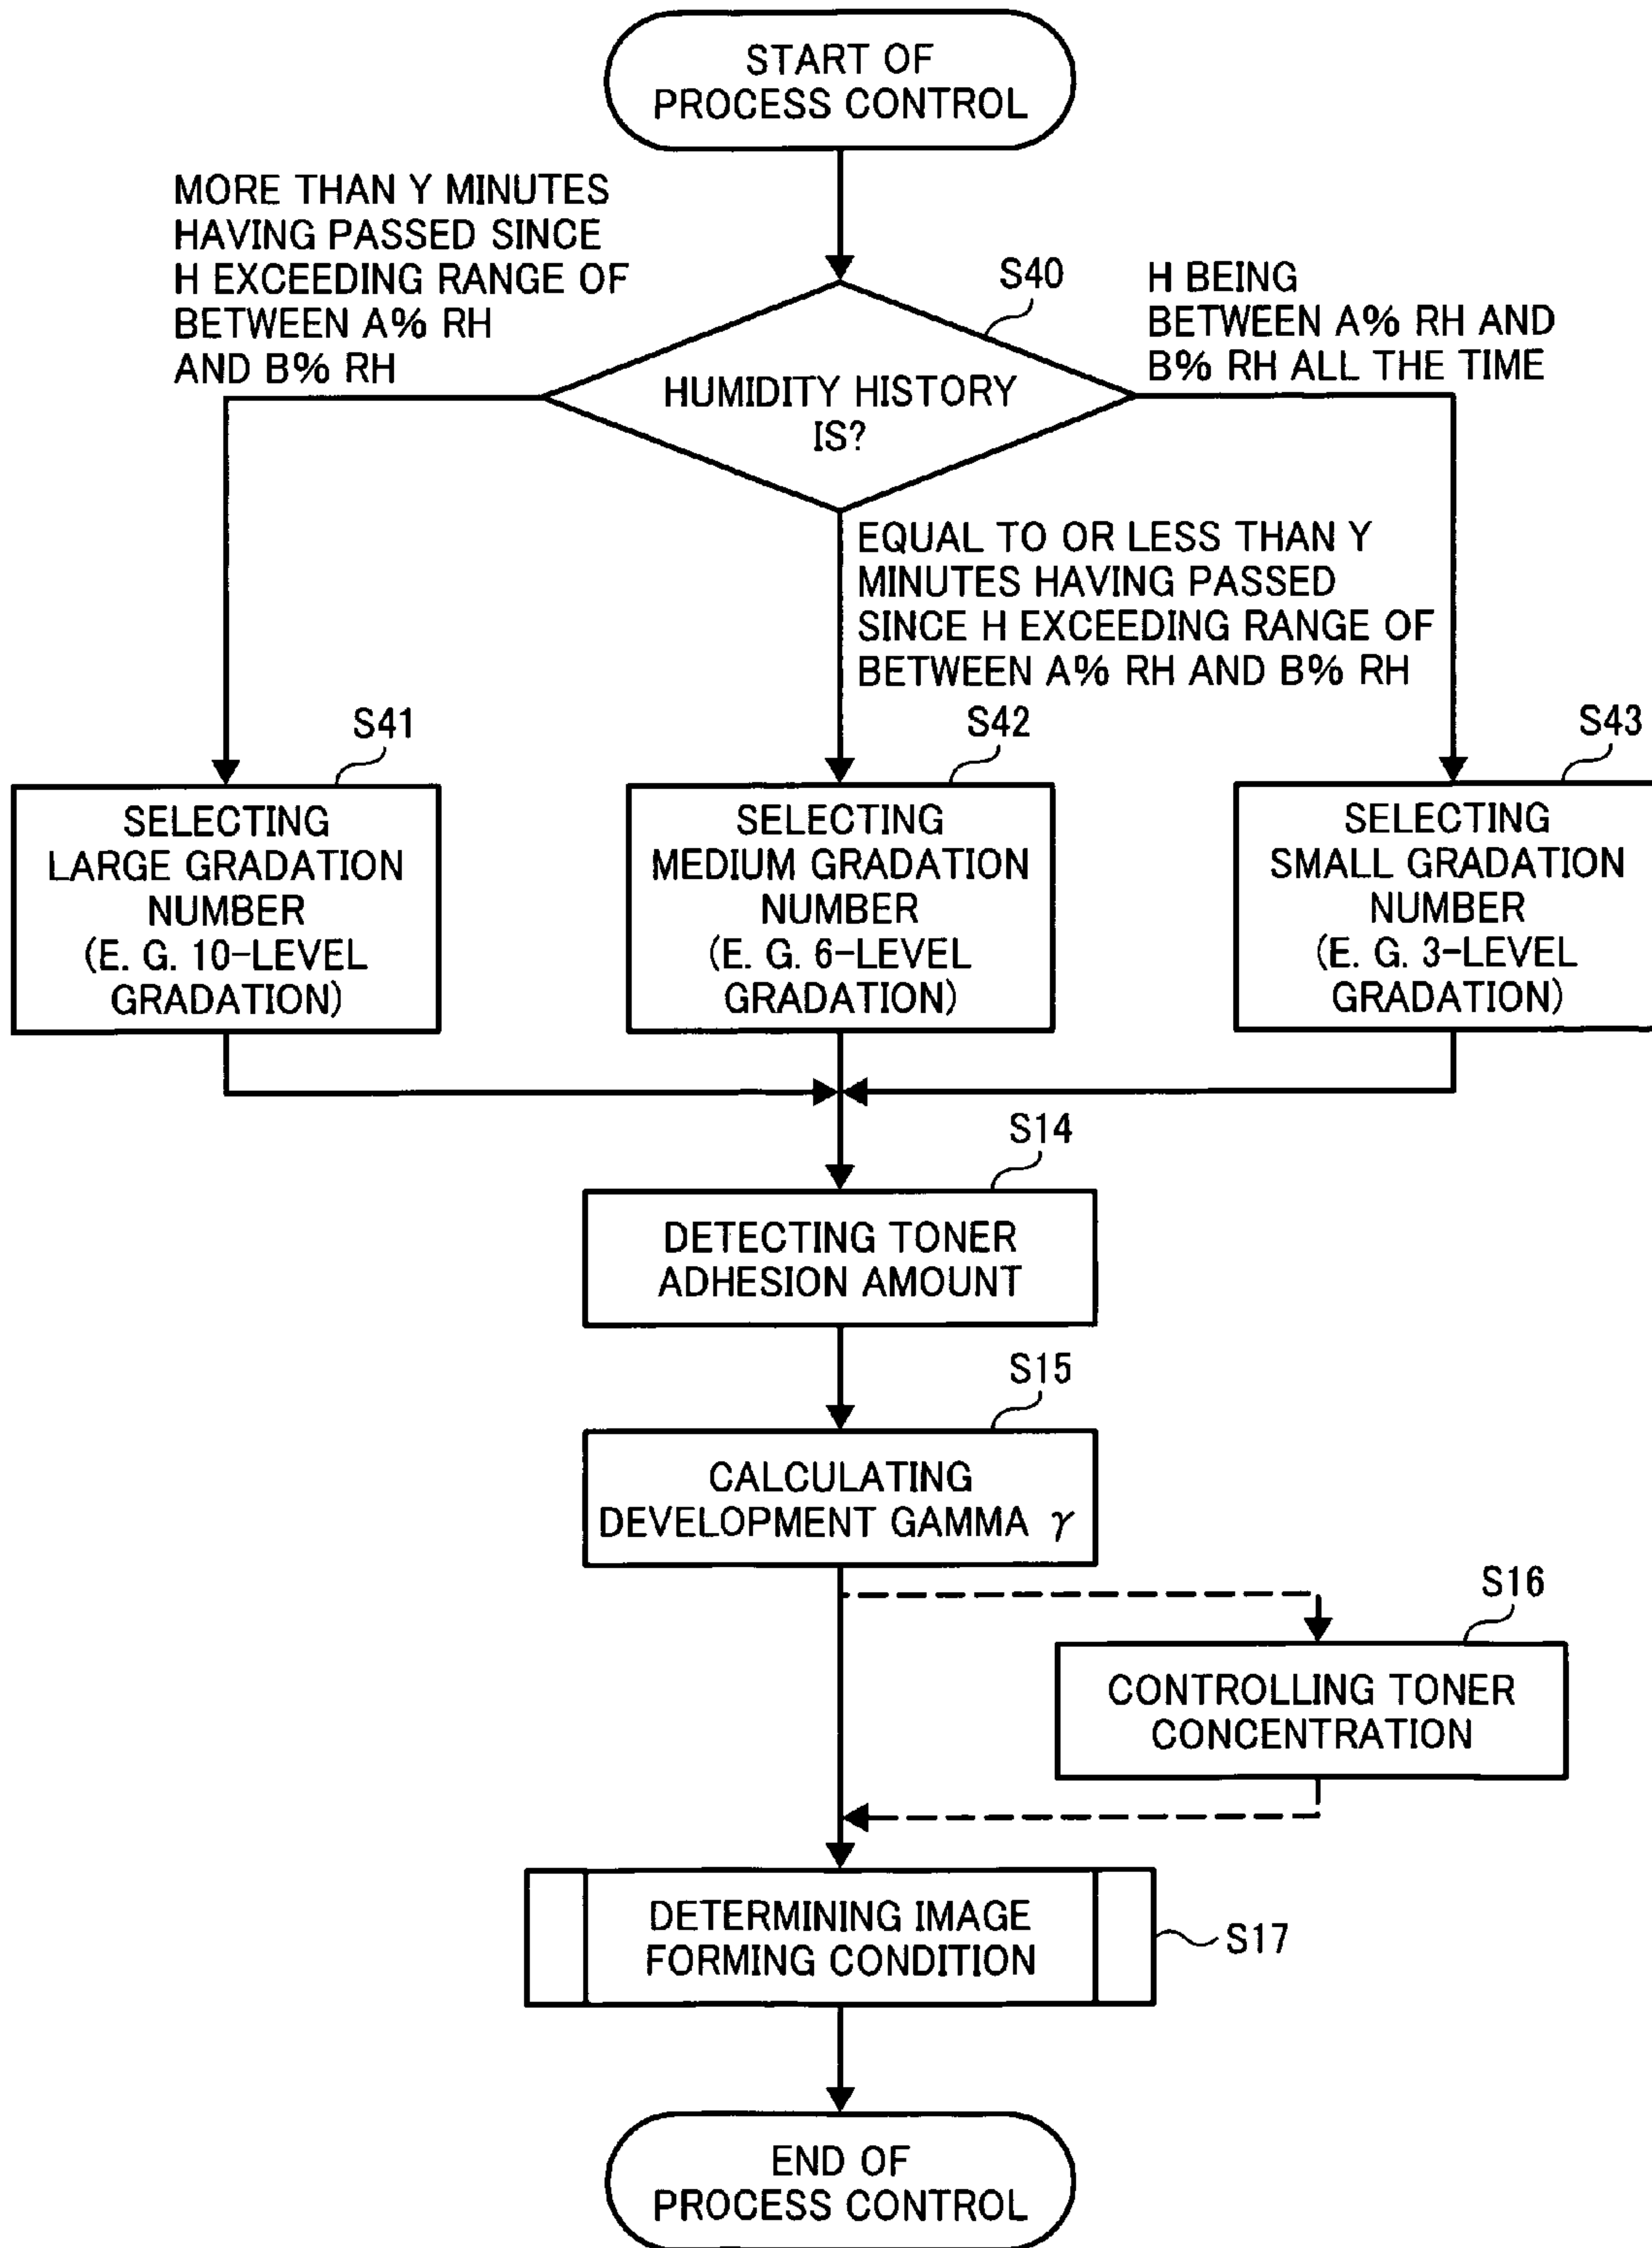 START OF
PROCESS CONTROL
MORE THAN Y MINUTES
HAVING PASSED SINCE
H EXCEEDING RANGE OF
BETWEEN A% RH
AND B% RH
S40
H BEING
BETWEEN A% RH AND
B% RH ALL THE TIME
HUMIDITY HISTORY
IS?
EQUAL TO OR LESS THAN Y
MINUTES HAVING PASSED
SINCE H EXCEEDING RANGE OF
BETWEEN A% RH AND B% RH
S41
SELECTING
LARGE GRADATION
NUMBER
(E. G. 10-LEVEL
GRADATION)
S42
SELECTING
MEDIUM GRADATION
NUMBER
(E. G. 6-LEVEL
GRADATION)
S43
SELECTING
SMALL GRADATION
NUMBER
(E. G. 3-LEVEL
GRADATION)
S14
DETECTING TONER
ADHESION AMOUNT
S15
CALCULATING
DEVELOPMENT GAMMA γ
S16
CONTROLLING TONER
CONCENTRATION
DETERMINING IMAGE
FORMING CONDITION
S17
END OF
PROCESS CONTROL